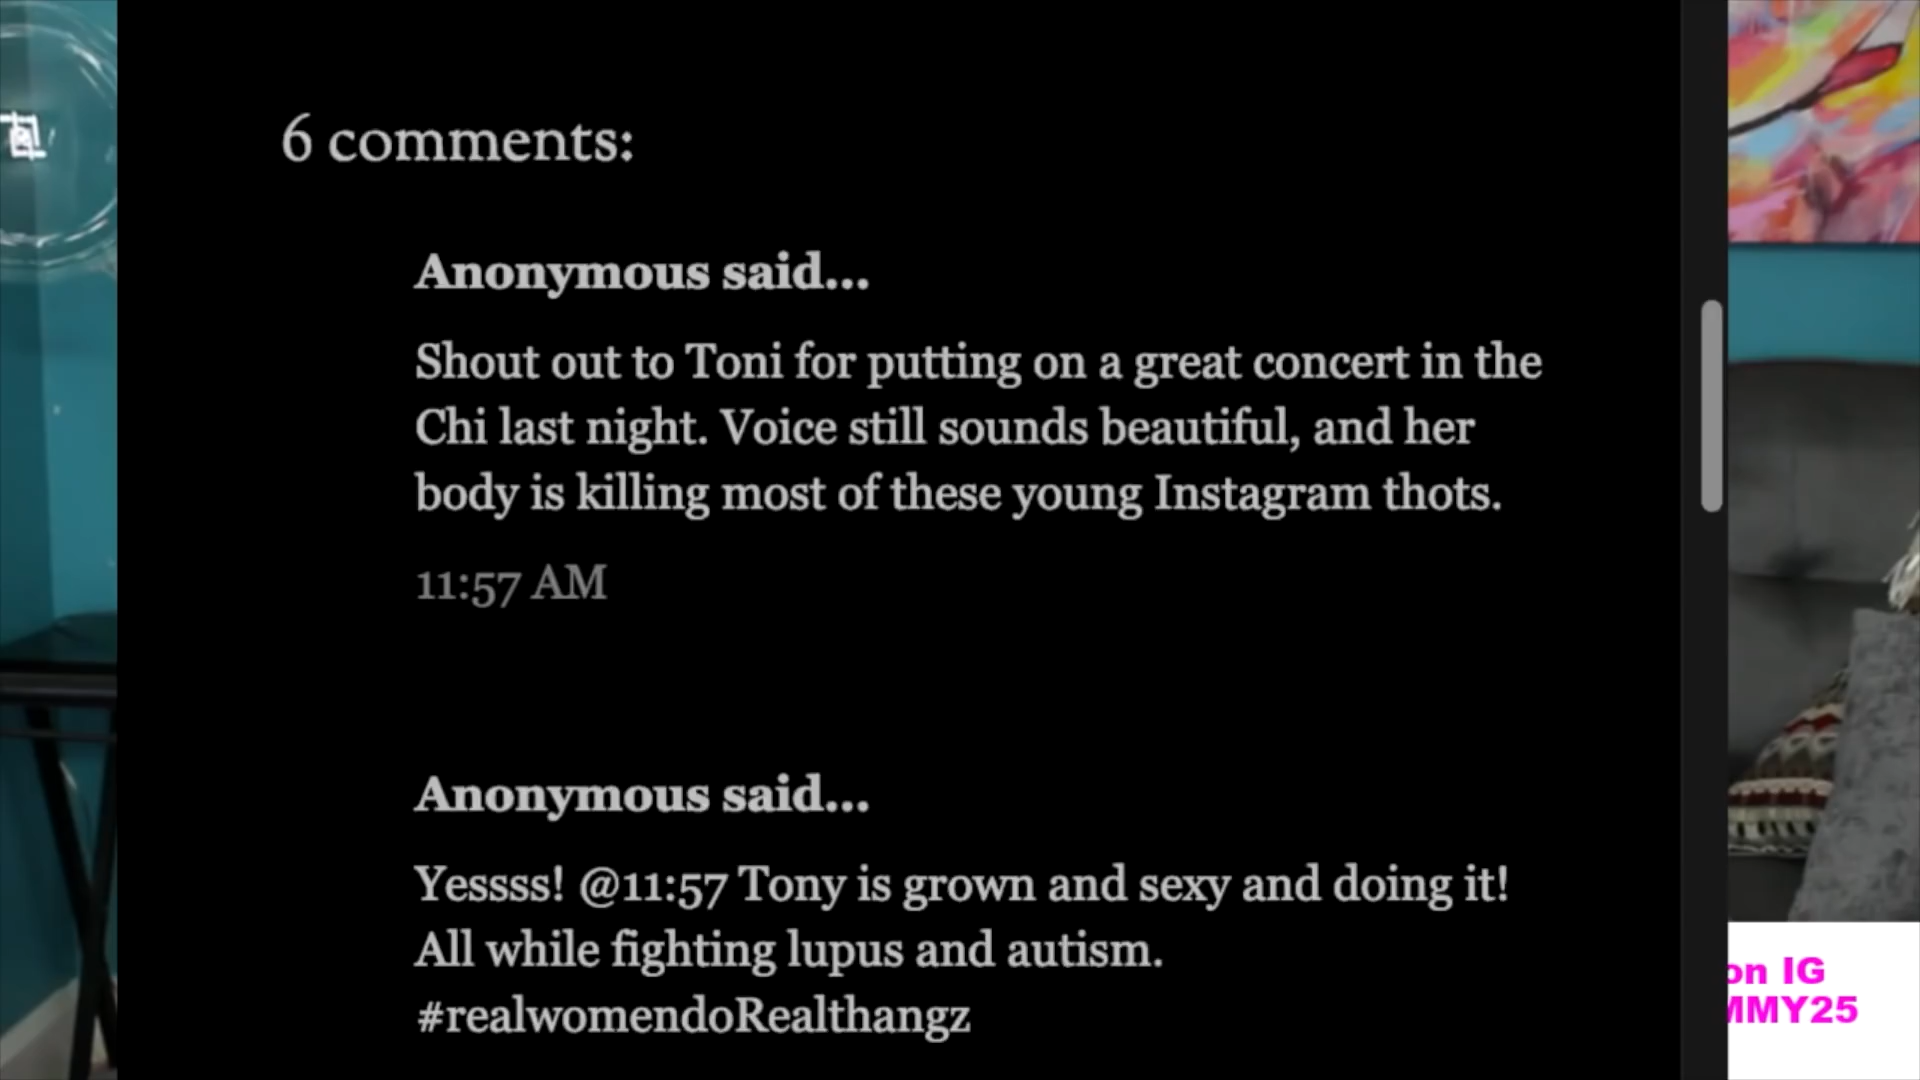 6 comments:
Anonymous said...
Shout out to Toni for putting on a great concert in the
Chi last night. Voice still sounds beautiful, and her
body is killing most of these young Instagram thots.
11:57 AM
Anonymous said...
Yessss! @11:57 Tony is grown and sexy and doing it!
All while fighting lupus and autism.
#realwomendoRealthangz
on IG
MMY25